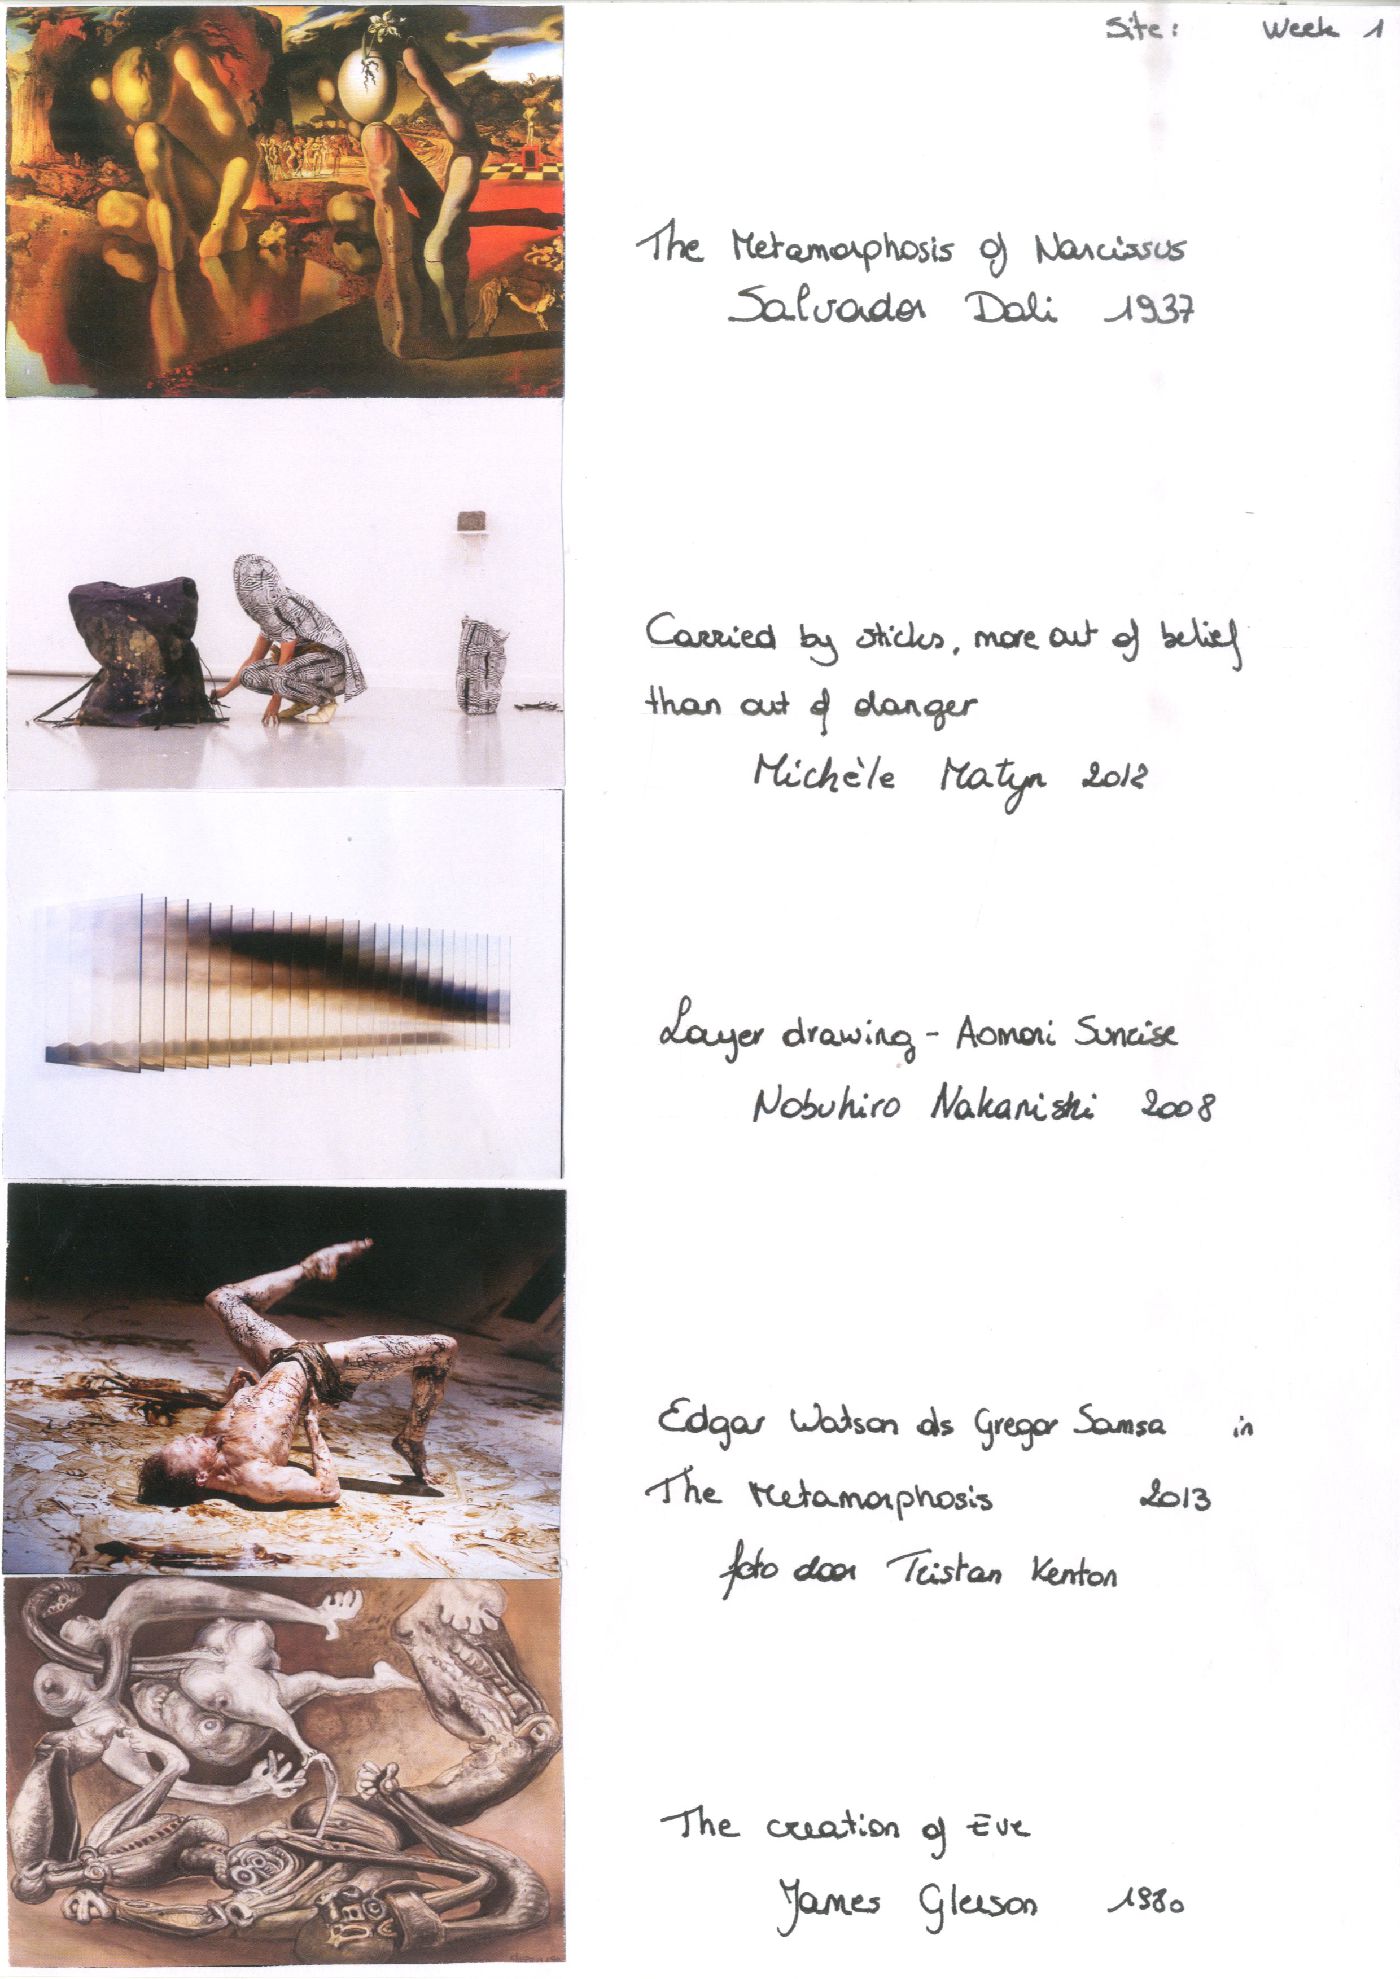 Site: Week 1
The Metamorphosis of Narcissus
Salvador Dali 1937
Carried by sticks, more out of belief
than out of danger
Michèle Matyn 2012
Layer drawing - Aomori Sunrise
Nobuhiro Nakanishi 2008
Edgar Watson als Gregor Samsa in
The Metamorphosis 2013
foto door Tristan Kenton
The creation of Eve
James Gleeson 1980